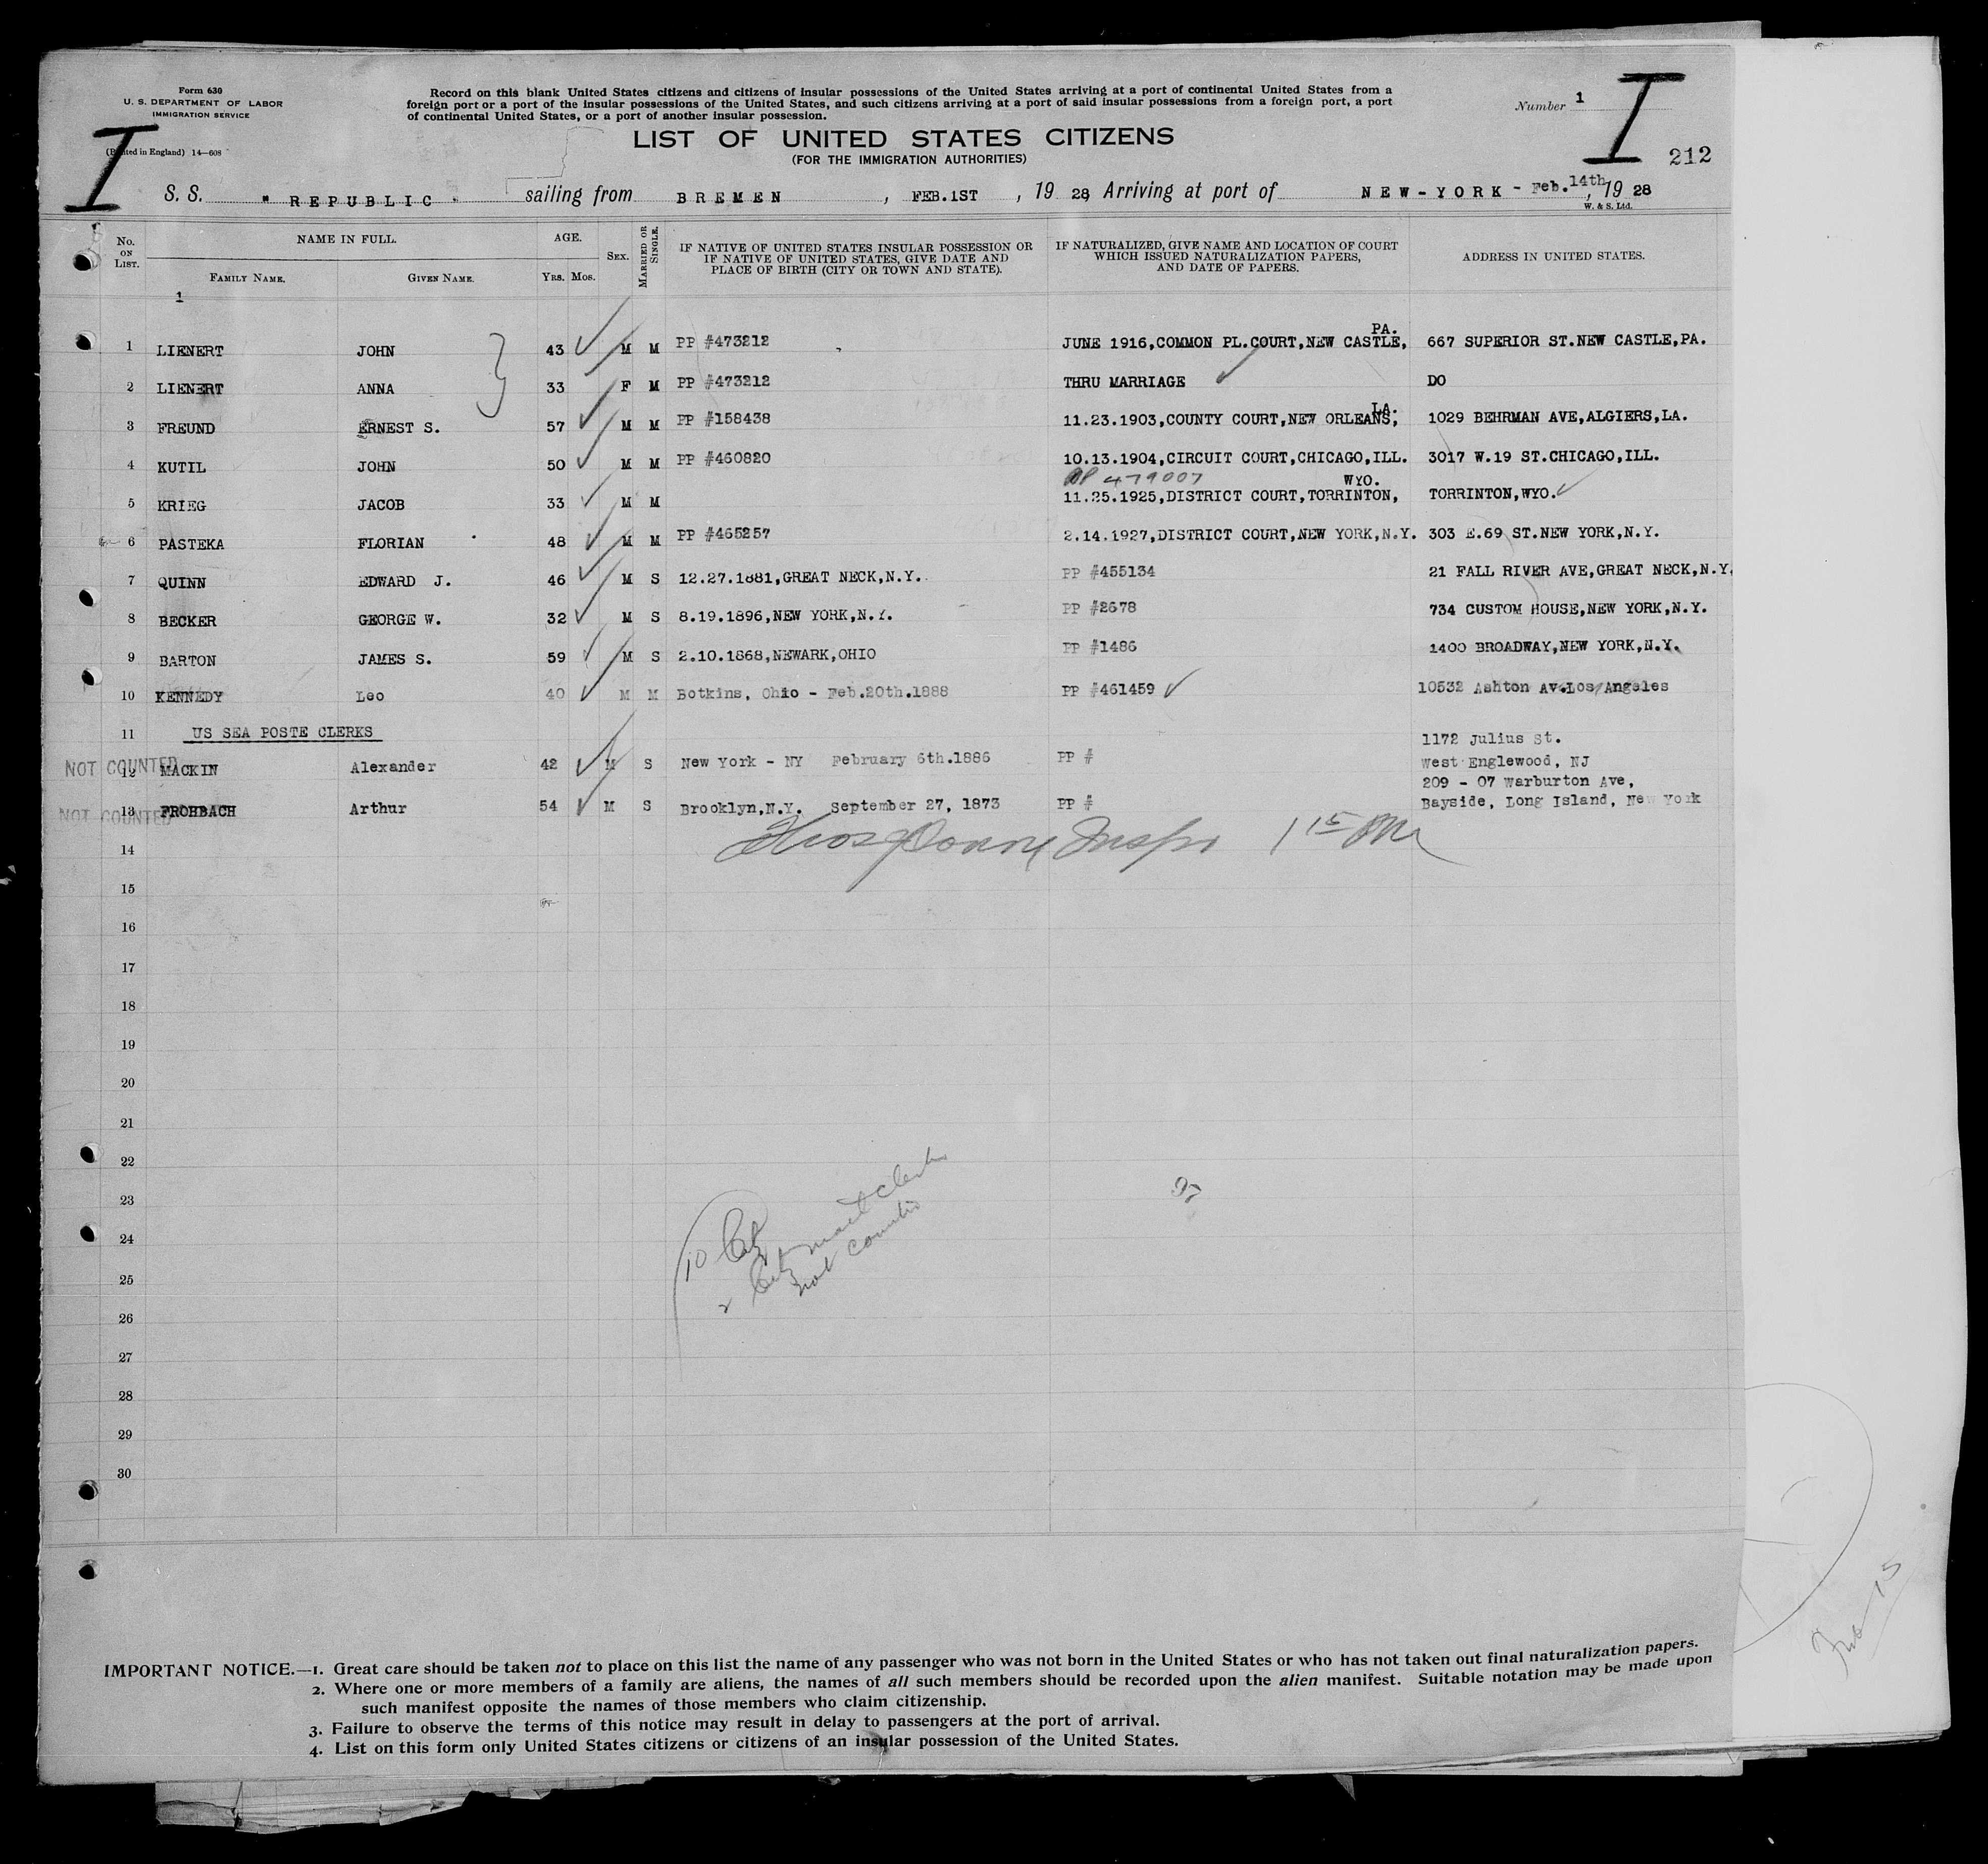 Form 630
U. S. DEPARTMENT OF LABOR
IMMIGRATION SERVICE
(Printed in England) 14—608
Record on this blank United States citizens and citizens of insular possessions of the United States arriving at a port of continental United States from a
foreign port or a port of the insular possessions of the United States, and such citizens arriving at a port of said insular possessions from a foreign port, a port
of continental United States, or a port of another insular possession.
Number 1
I
I
212
LIST OF UNITED STATES CITIZENS
(FOR THE IMMIGRATION AUTHORITIES)
S. S. "REPUBLIC" sailing from BREMEN, FEB.1ST, 19 28, Arriving at port of NEW-YORK - Feb.14th, 19 28
W. & S. Ltd.
No. ON LIST. NAME IN FULL. AGE. SEX. MARRIED OR SINGLE. IF NATIVE OF UNITED STATES INSULAR POSSESSION OR IF NATIVE OF UNITED STATES, GIVE DATE AND PLACE OF BIRTH (CITY OR TOWN AND STATE). IF NATURALIZED, GIVE NAME AND LOCATION OF COURT WHICH ISSUED NATURALIZATION PAPERS, AND DATE OF PAPERS. ADDRESS IN UNITED STATES.
FAMILY NAME. GIVEN NAME. Yrs. Mos.
1
PA.
1 LIENERT JOHN 43 M M PP #473212 JUNE 1916,COMMON PL.COURT,NEW CASTLE, 667 SUPERIOR ST.NEW CASTLE,PA.
2 LIENERT ANNA 33 F M PP #473212 THRU MARRIAGE DO
LA.
3 FREUND ERNEST S. 57 M M PP #158438 11.23.1903,COUNTY COURT,NEW ORLEANS, 1029 BEHRMAN AVE,ALGIERS,LA.
4 KUTIL JOHN 50 M M PP #460820 10.13.1904,CIRCUIT COURT,CHICAGO,ILL. 3017 W.19 ST.CHICAGO,ILL.
PP 479007 WYO.
5 KRIEG JACOB 33 M M 11.25.1925,DISTRICT COURT,TORRINTON, TORRINTON,WYO.
6 PASTEKA FLORIAN 48 M M PP #465257 2.14.1927,DISTRICT COURT,NEW YORK,N.Y. 303 E.69 ST.NEW YORK,N.Y.
7 QUINN EDWARD J. 46 M S 12.27.1881,GREAT NECK,N.Y. PP #455134 21 FALL RIVER AVE,GREAT NECK,N.Y.
8 BECKER GEORGE W. 32 M S 8.19.1896,NEW YORK,N.Y. PP #2678 734 CUSTOM HOUSE,NEW YORK,N.Y.
9 BARTON JAMES S. 59 M S 2.10.1868,NEWARK,OHIO PP #1486 1400 BROADWAY,NEW YORK,N.Y.
10 KENNEDY Leo 40 M M Botkins, Ohio - Feb.20th.1888 PP #461459 10532 Ashton Av.Los Angeles
11 US SEA POSTE CLERKS
1172 Julius St.
NOT COUNTED 12 MACKIN Alexander 42 M S New York - NY February 6th.1886 PP # West Englewood, NJ
209 - 07 Warburton Ave,
NOT COUNTED 13 FROHBACH Arthur 54 M S Brooklyn,N.Y. September 27, 1873 PP # Bayside, Long Island, New York
Inspr 1 15 PM
14
15
16
17
18
19
20
21
22
23
24
25
26
27
28
29
30
10 Citz
2 Citz mail clerks
not counted
Feb 15
IMPORTANT NOTICE.—1. Great care should be taken not to place on this list the name of any passenger who was not born in the United States or who has not taken out final naturalization papers.
2. Where one or more members of a family are aliens, the names of all such members should be recorded upon the alien manifest. Suitable notation may be made upon
such manifest opposite the names of those members who claim citizenship.
3. Failure to observe the terms of this notice may result in delay to passengers at the port of arrival.
4. List on this form only United States citizens or citizens of an insular possession of the United States.